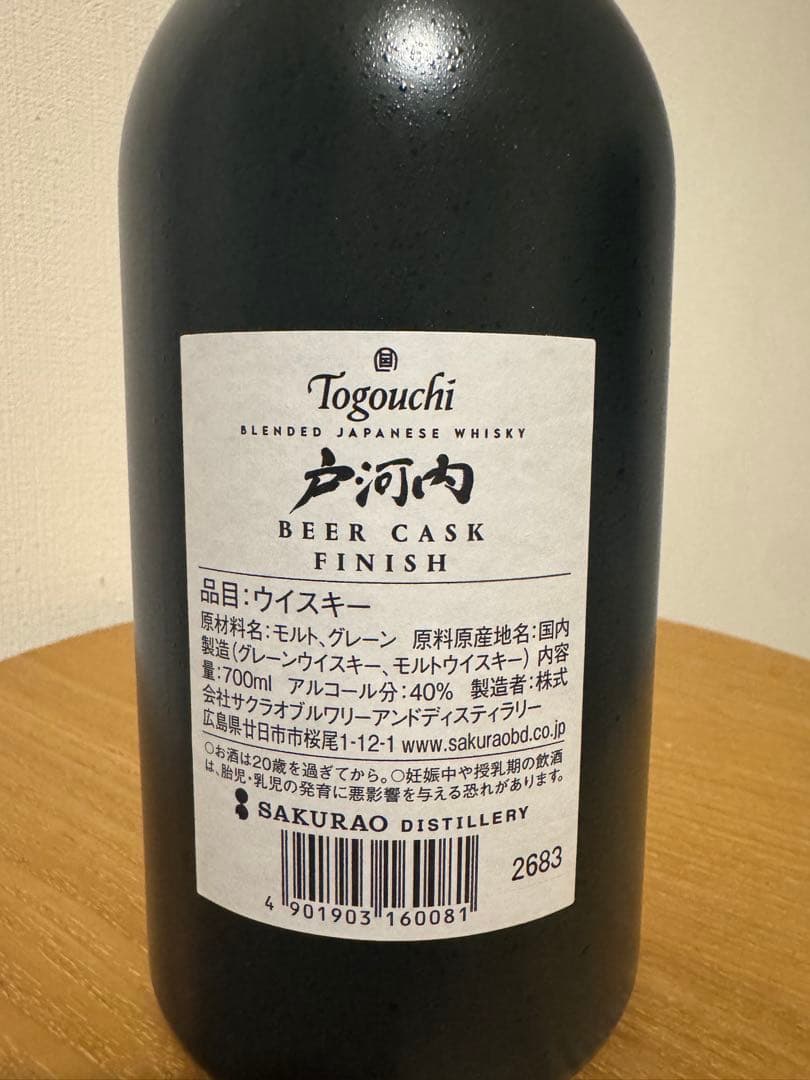 Togouchi
BLENDED JAPANESE WHISKY
戸河内
BEER CASK
FINISH
品目:ウイスキー
原材料名:モルト、グレーン 原料原産地名:国内
製造(グレーンウイスキー、モルトウイスキー) 内容
量:700ml アルコール分:40% 製造者:株式
会社サクラオブルワリーアンドディスティラリー
広島県廿日市市桜尾1-12-1 www.sakuraobd.co.jp
○お酒は20歳を過ぎてから。○妊娠中や授乳期の飲酒
は、胎児・乳児の発育に悪影響を与える恐れがあります。
SAKURAO DISTILLERY
2683
4 901903 160081